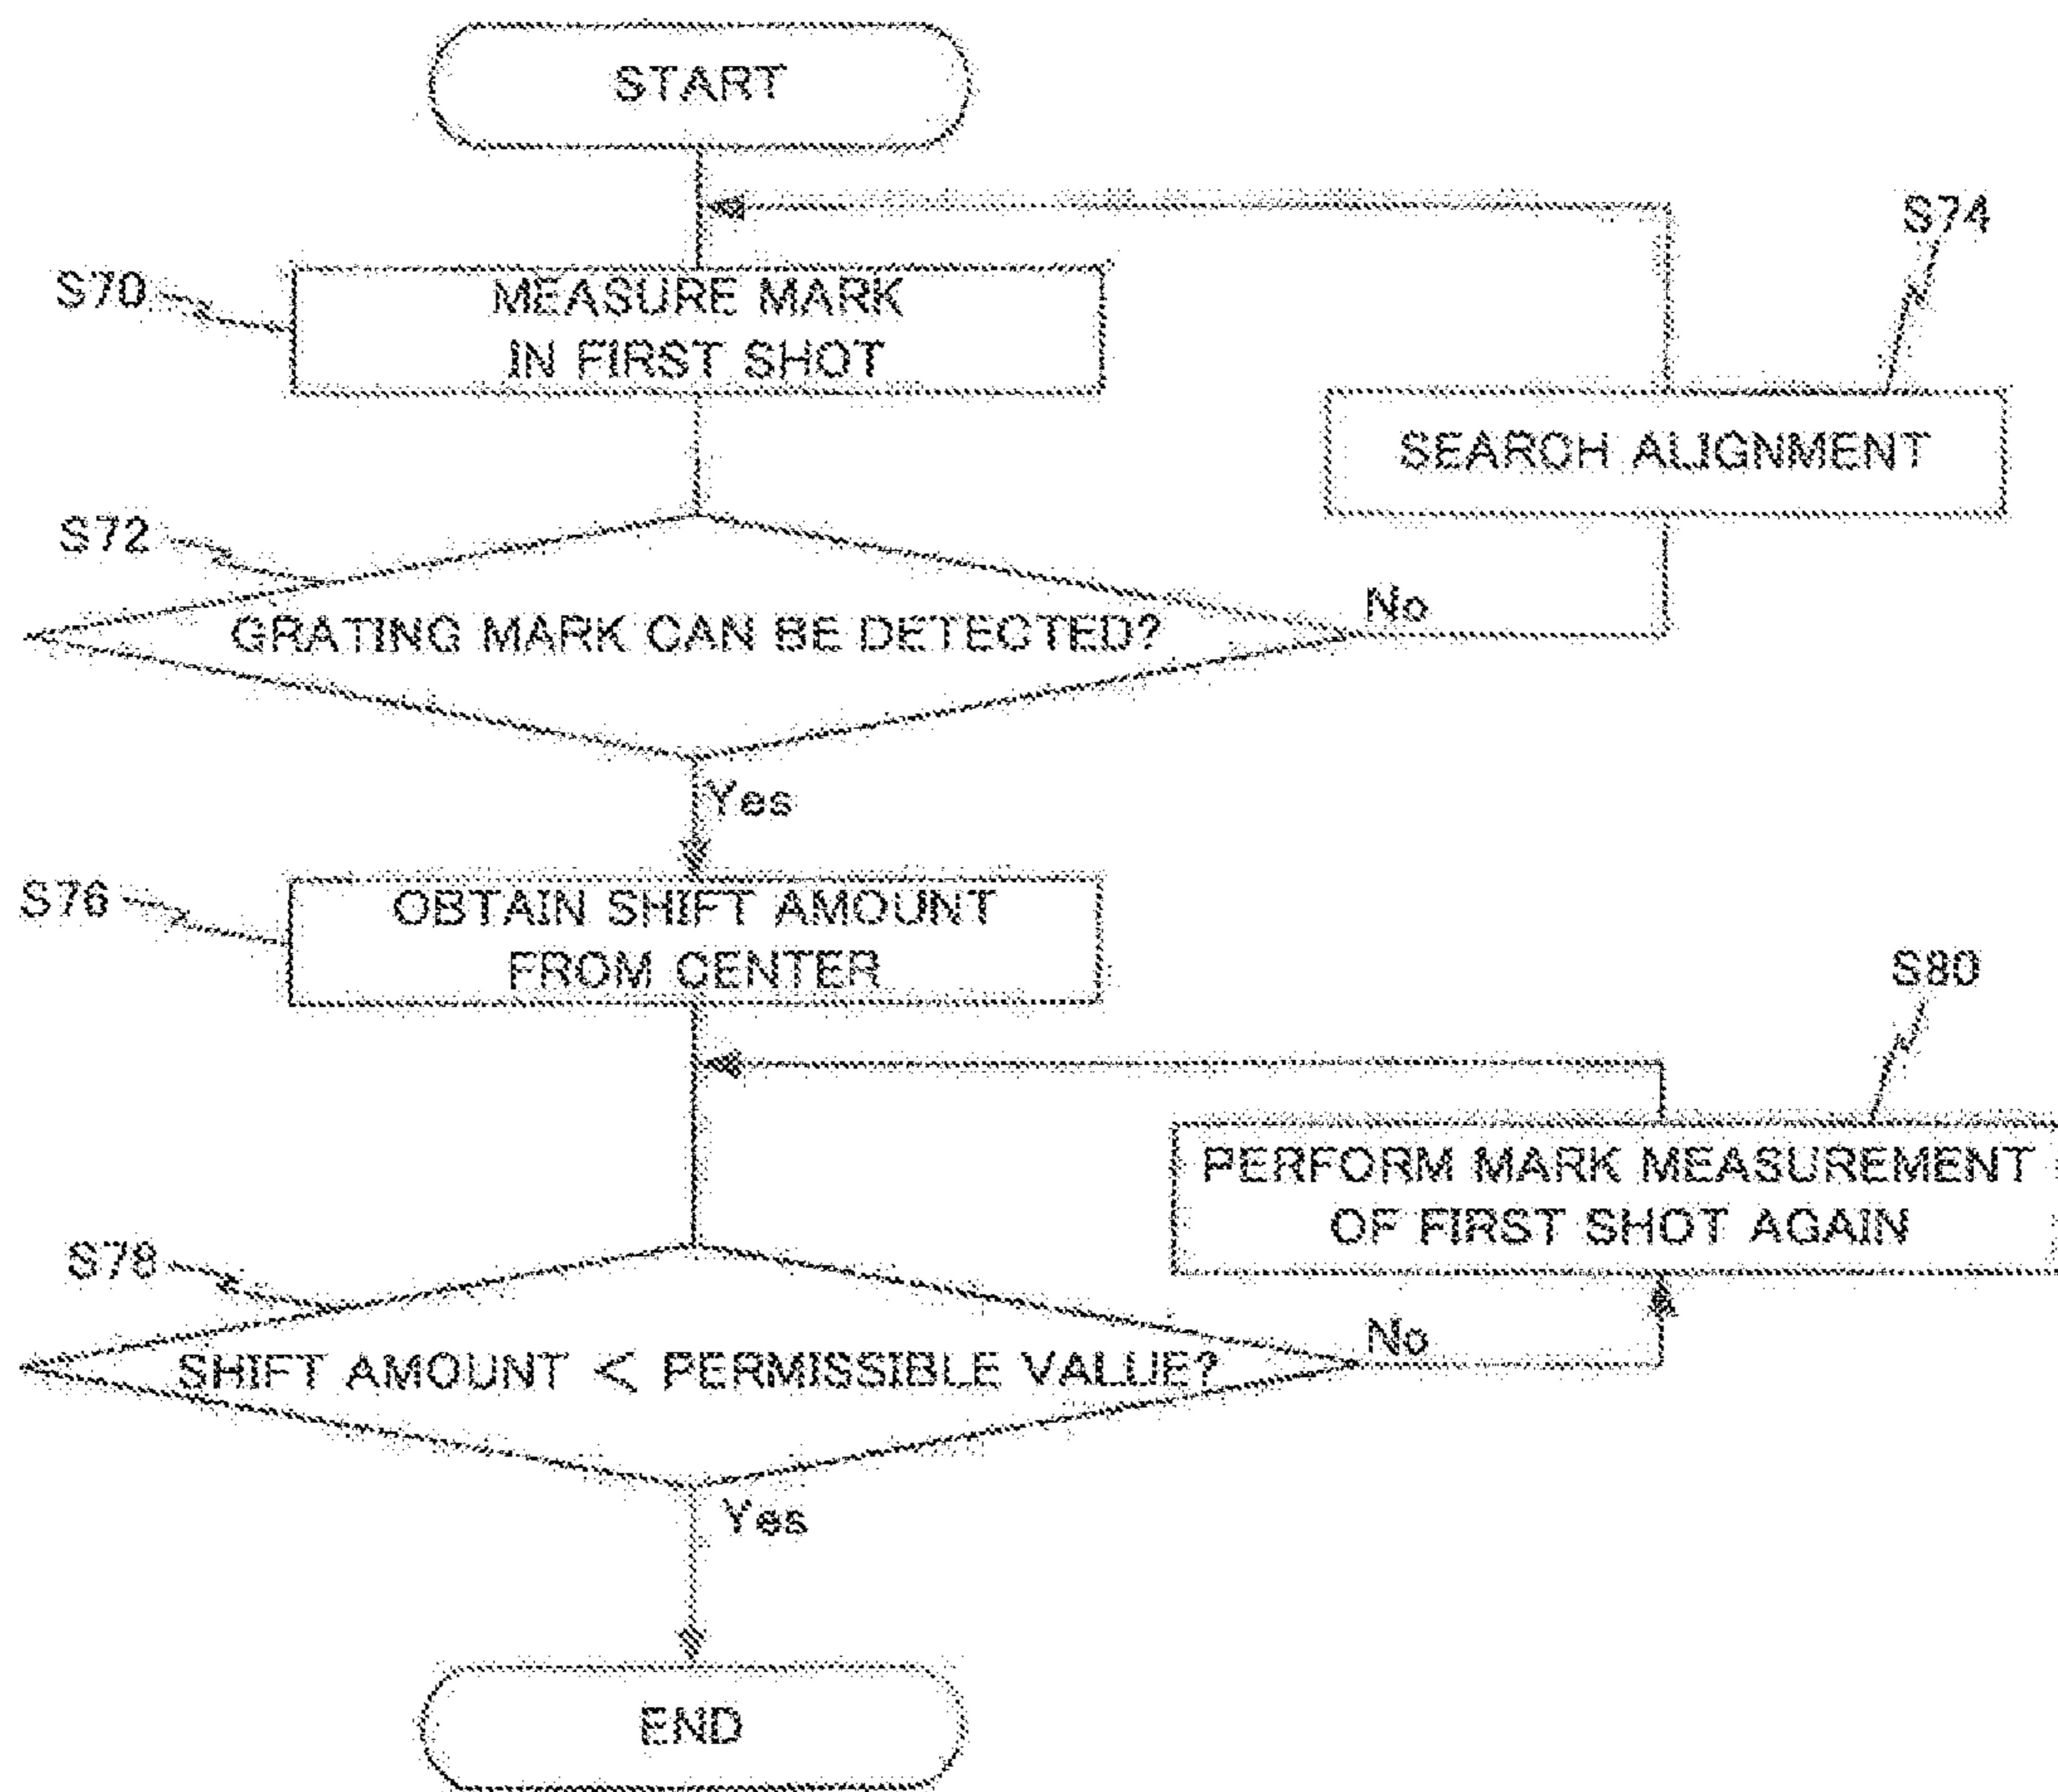 START
S74
S70
MEASURE MARK
IN FIRST SHOT
SEARCH ALIGNMENT
S72
GRATING MARK CAN BE DETECTED?
No
Yes
S76
OBTAIN SHIFT AMOUNT
FROM CENTER
S80
PERFORM MARK MEASUREMENT
OF FIRST SHOT AGAIN
S78
SHIFT AMOUNT < PERMISSIBLE VALUE?
No
Yes
END